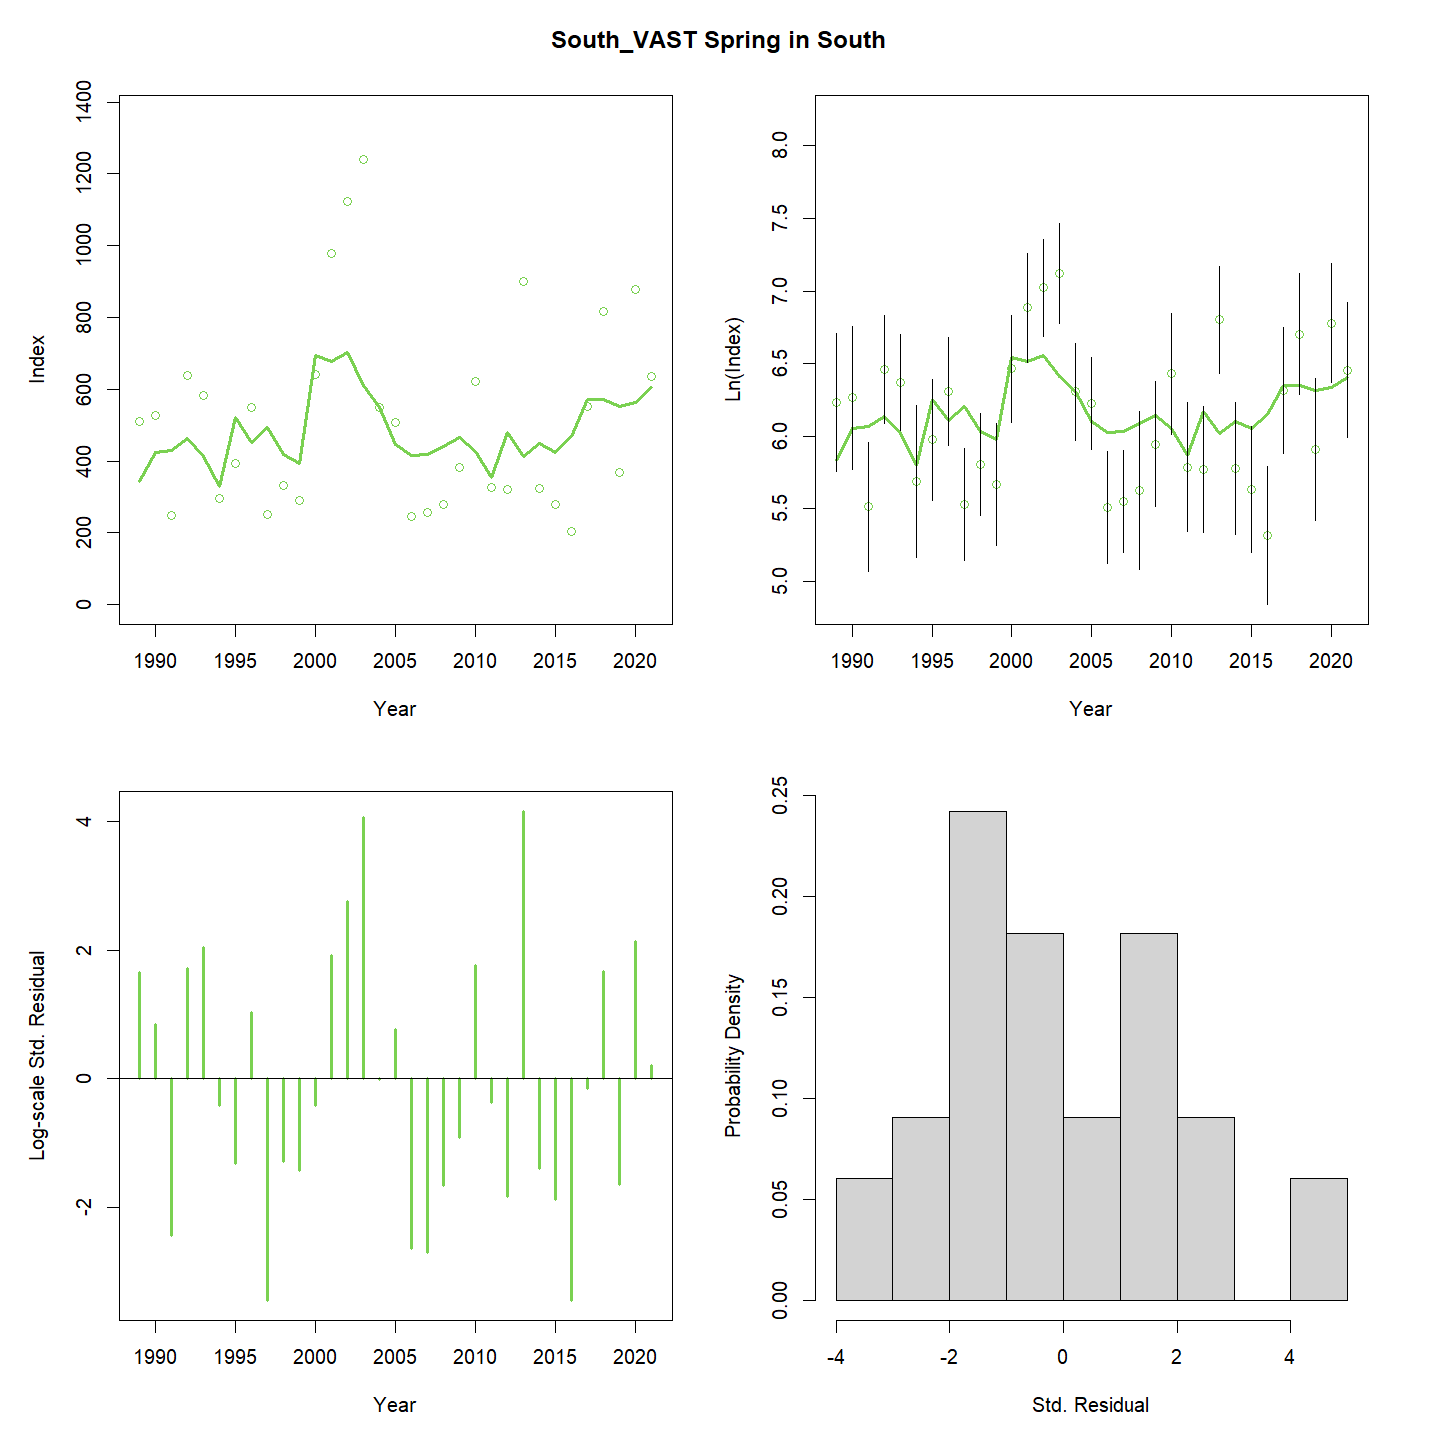 South_VAST Spring in South
Index
0 200 400 600 800 1000 1200 1400
1990 1995 2000 2005 2010 2015 2020
Year
Ln(Index)
5.0 5.5 6.0 6.5 7.0 7.5 8.0
1990 1995 2000 2005 2010 2015 2020
Year
Log-scale Std. Residual
-2 0 2 4
1990 1995 2000 2005 2010 2015 2020
Year
Probability Density
0.00 0.05 0.10 0.15 0.20 0.25
-4 -2 0 2 4
Std. Residual